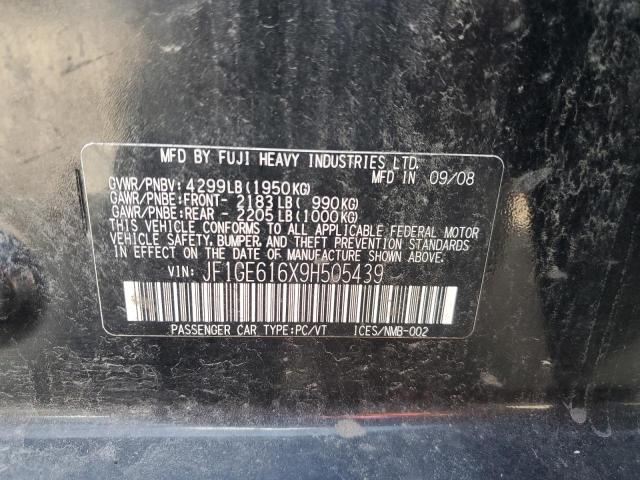 MFD BY FUJI HEAVY INDUSTRIES LTD.
MFD IN 09/08
GVWR/PNBV: 4299LB(1950KG)
GAWR/PNBE:FRONT- 2183LB( 990KG)
GAWR/PNBE:REAR - 2205LB(1000KG)
THIS VEHICLE CONFORMS TO ALL APPLICABLE FEDERAL MOTOR
VEHICLE SAFETY, BUMPER, AND THEFT PREVENTION STANDARDS
IN EFFECT ON THE DATE OF MANUFACTURE SHOWN ABOVE.
VIN: JF1GE616X9H505439
PASSENGER CAR TYPE:PC/VT ICES/NMB-002